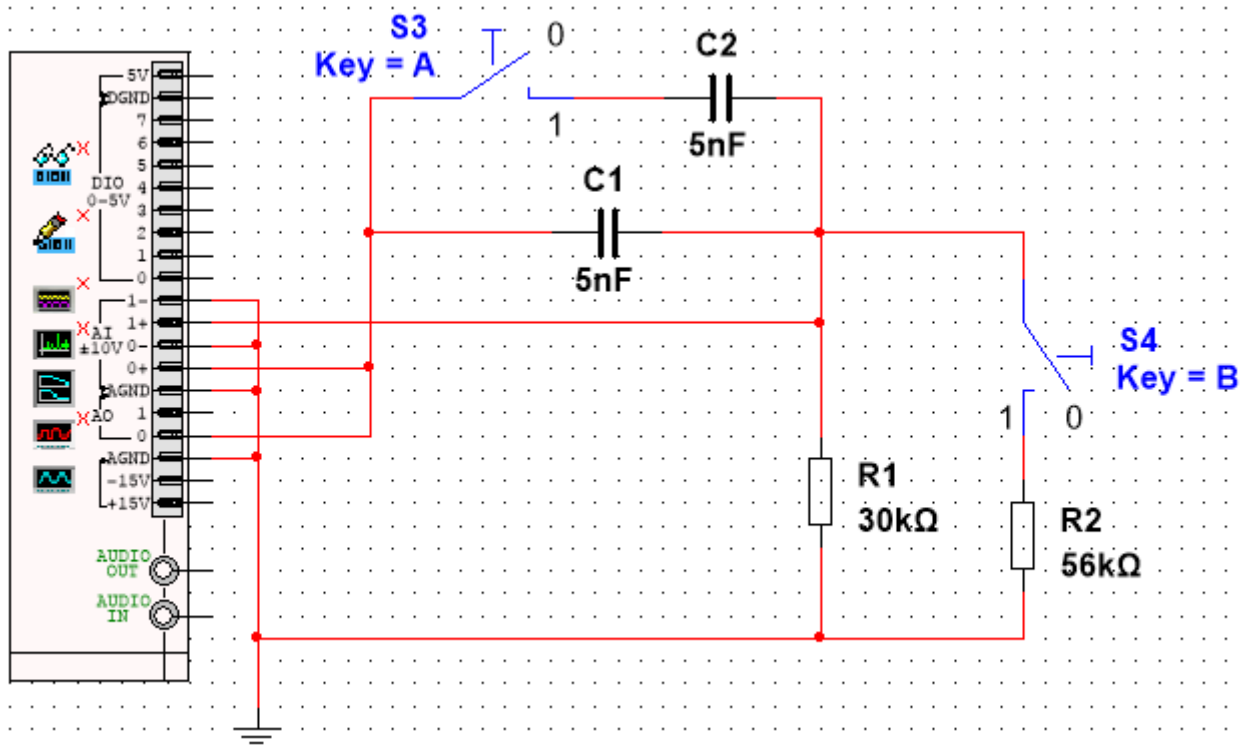 S3
Key = A
0
1
C2
5nF
C1
5nF
S4
Key = B
1
0
R1
30kΩ
R2
56kΩ
5V
DGND
7
6
5
4
3
2
1
0
DIO
0-5V
1-
1+
0-
0+
AI
±10V
AGND
1
0
AO
AGND
-15V
+15V
AUDIO
OUT
AUDIO
IN